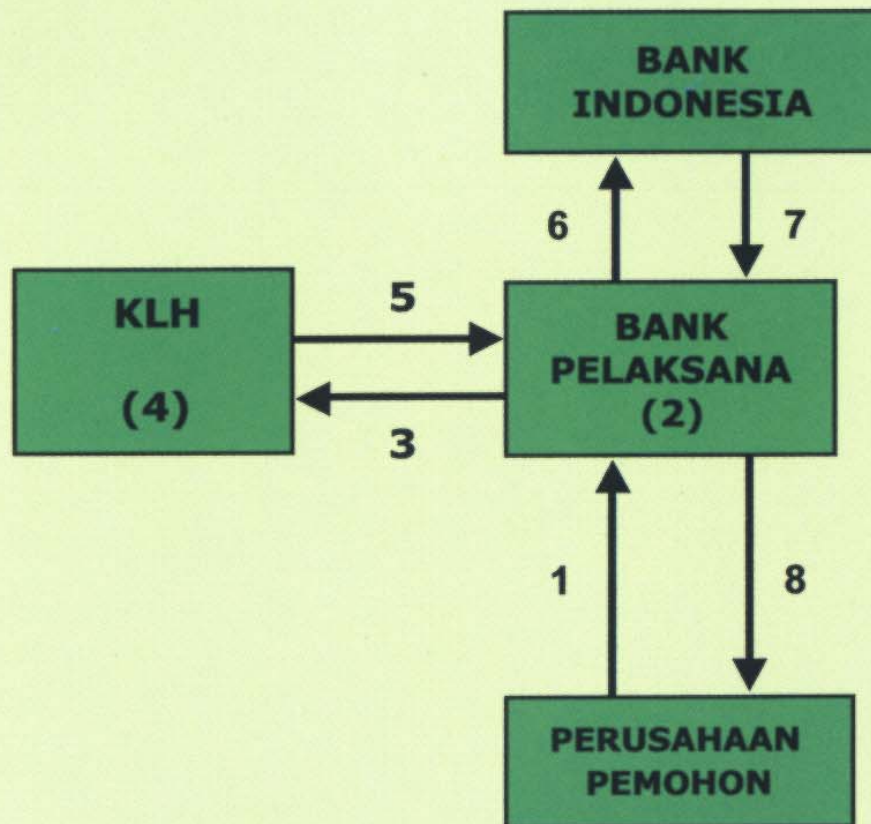 BANK
INDONESIA
6
7
KLH
(4)
5
3
BANK
PELAKSANA
(2)
1
8
PERUSAHAAN
PEMOHON